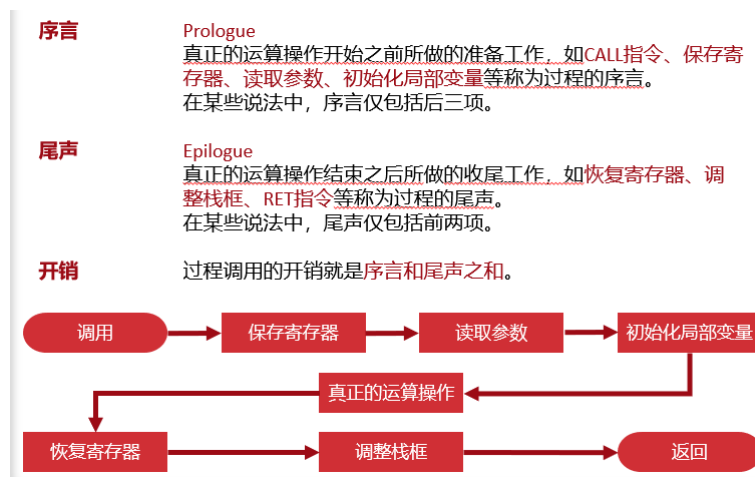 序言
Prologue
真正的运算操作开始之前所做的准备工作，如CALL指令、保存寄
存器、读取参数、初始化局部变量等称为过程的序言。
在某些说法中，序言仅包括后三项。
尾声
Epilogue
真正的运算操作结束之后所做的收尾工作，如恢复寄存器、调
整栈框、RET指令等称为过程的尾声。
在某些说法中，尾声仅包括前两项。
开销
过程调用的开销就是序言和尾声之和。
调用
保存寄存器
读取参数
初始化局部变量
真正的运算操作
恢复寄存器
调整栈框
返回